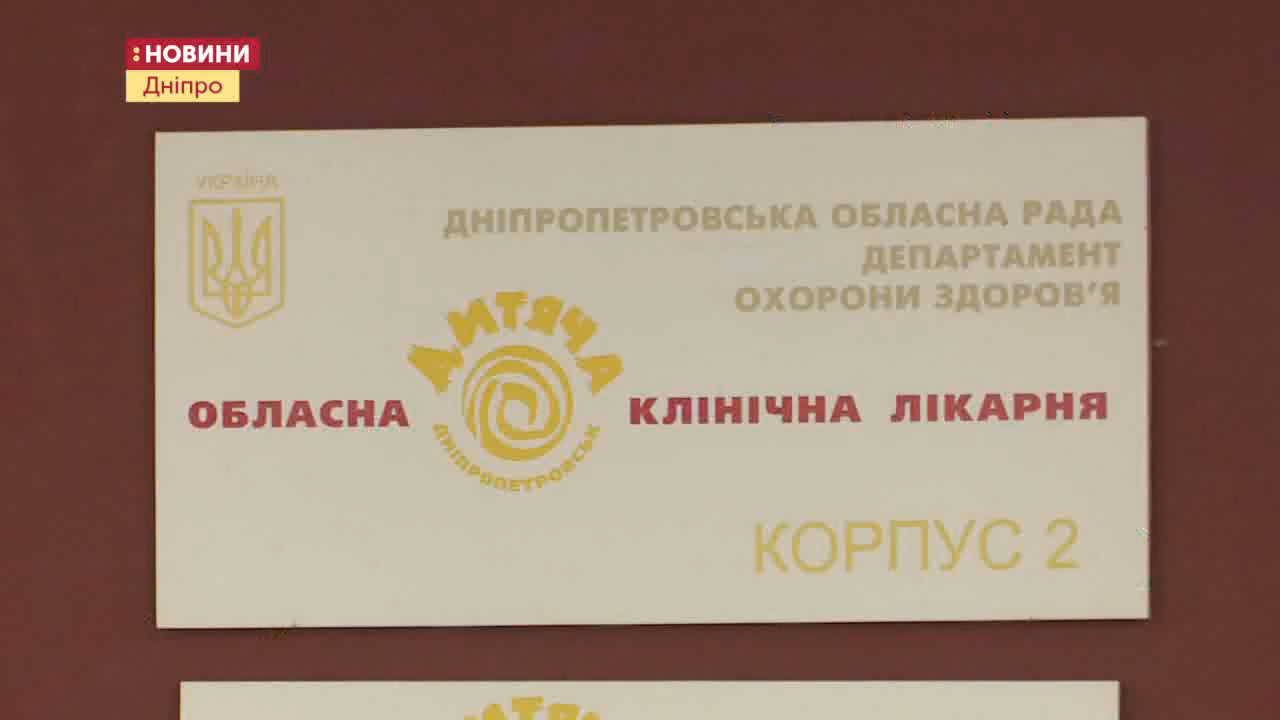 :НОВИНИ
Дніпро
УКРАЇНА
ДНІПРОПЕТРОВСЬКА ОБЛАСНА РАДА
ДЕПАРТАМЕНТ
ОХОРОНИ ЗДОРОВ'Я
ОБЛАСНА ДИТЯЧА КЛІНІЧНА ЛІКАРНЯ
ДНІПРОПЕТРОВСЬК
КОРПУС 2